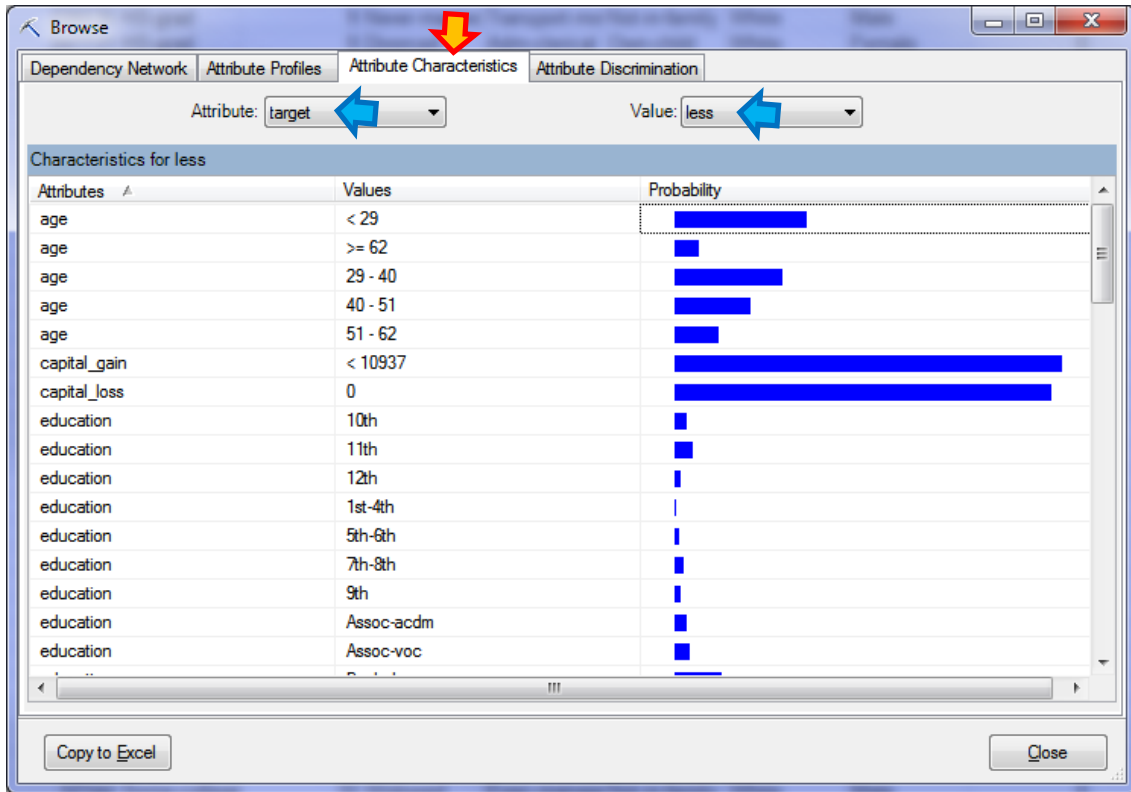 Browse
Dependency Network Attribute Profiles Attribute Characteristics Attribute Discrimination
Attribute: target Value: less
Characteristics for less
Attributes Values Probability
age < 29
age >= 62
age 29 - 40
age 40 - 51
age 51 - 62
capital_gain < 10937
capital_loss 0
education 10th
education 11th
education 12th
education 1st-4th
education 5th-6th
education 7th-8th
education 9th
education Assoc-acdm
education Assoc-voc
Copy to Excel Close